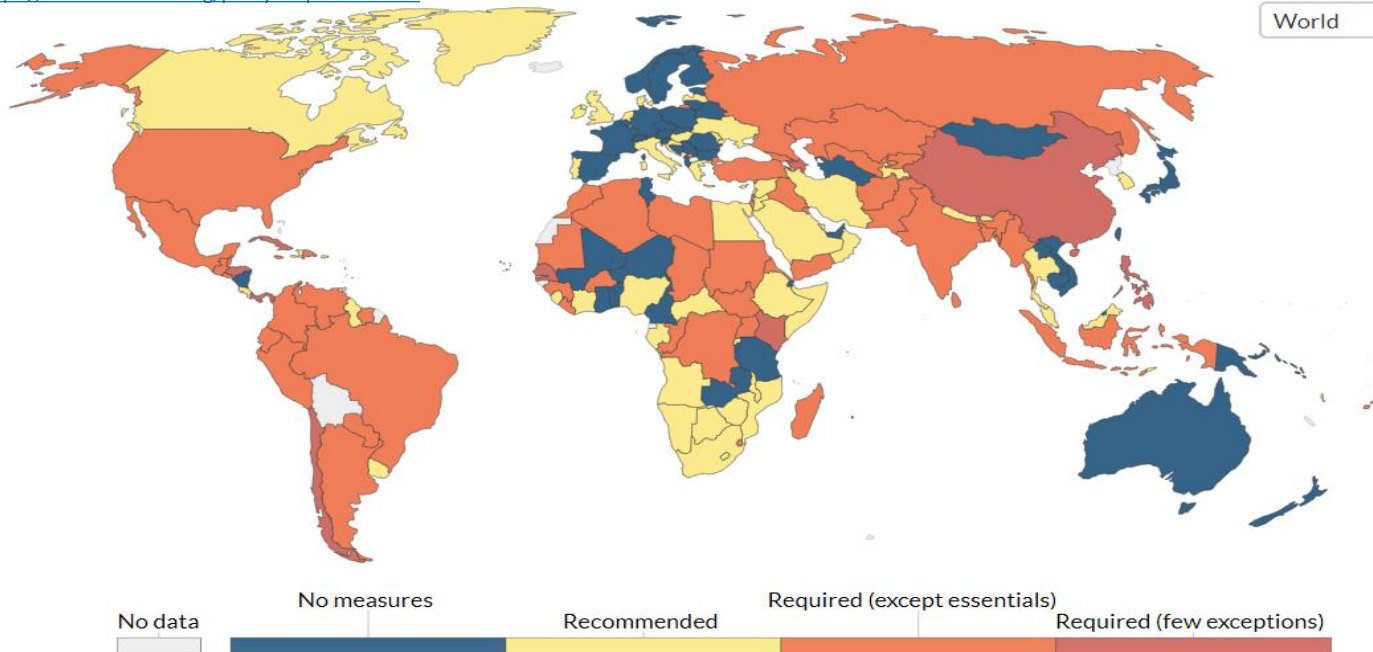 World
No measures
Required (except essentials)
No data
Recommended
Required (few exceptions)